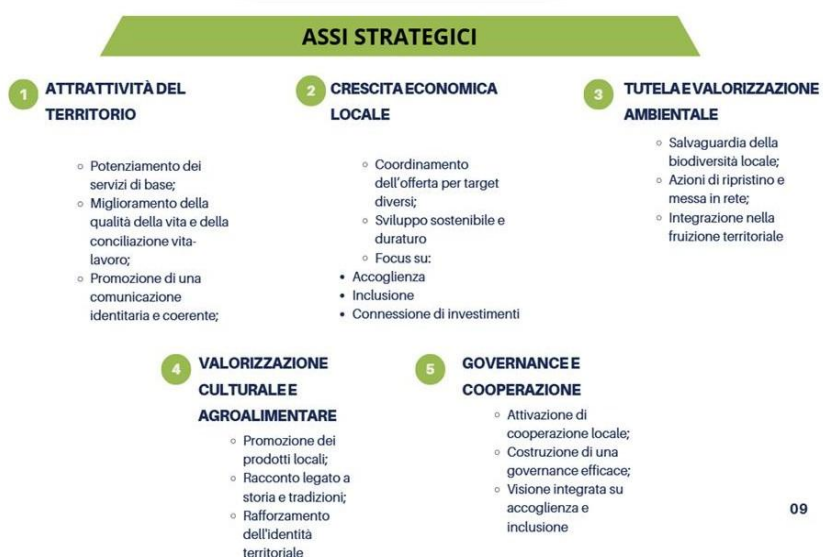 ASSI STRATEGICI
1
ATTRATTIVITÀ DEL
TERRITORIO
Potenziamento dei
servizi di base;
Miglioramento della
qualità della vita e della
conciliazione vita-
lavoro;
Promozione di una
comunicazione
identitaria e coerente;
2
CRESCITA ECONOMICA
LOCALE
Coordinamento
dell'offerta per target
diversi;
Sviluppo sostenibile e
duraturo
Focus su:
Accoglienza
Inclusione
Connessione di investimenti
3
TUTELA E VALORIZZAZIONE
AMBIENTALE
Salvaguardia della
biodiversità locale;
Azioni di ripristino e
messa in rete;
Integrazione nella
fruizione territoriale
4
VALORIZZAZIONE
CULTURALE E
AGROALIMENTARE
Promozione dei
prodotti locali;
Racconto legato a
storia e tradizioni;
Rafforzamento
dell'identità
territoriale
5
GOVERNANCE E
COOPERAZIONE
Attivazione di
cooperazione locale;
Costruzione di una
governance efficace;
Visione integrata su
accoglienza e
inclusione
09